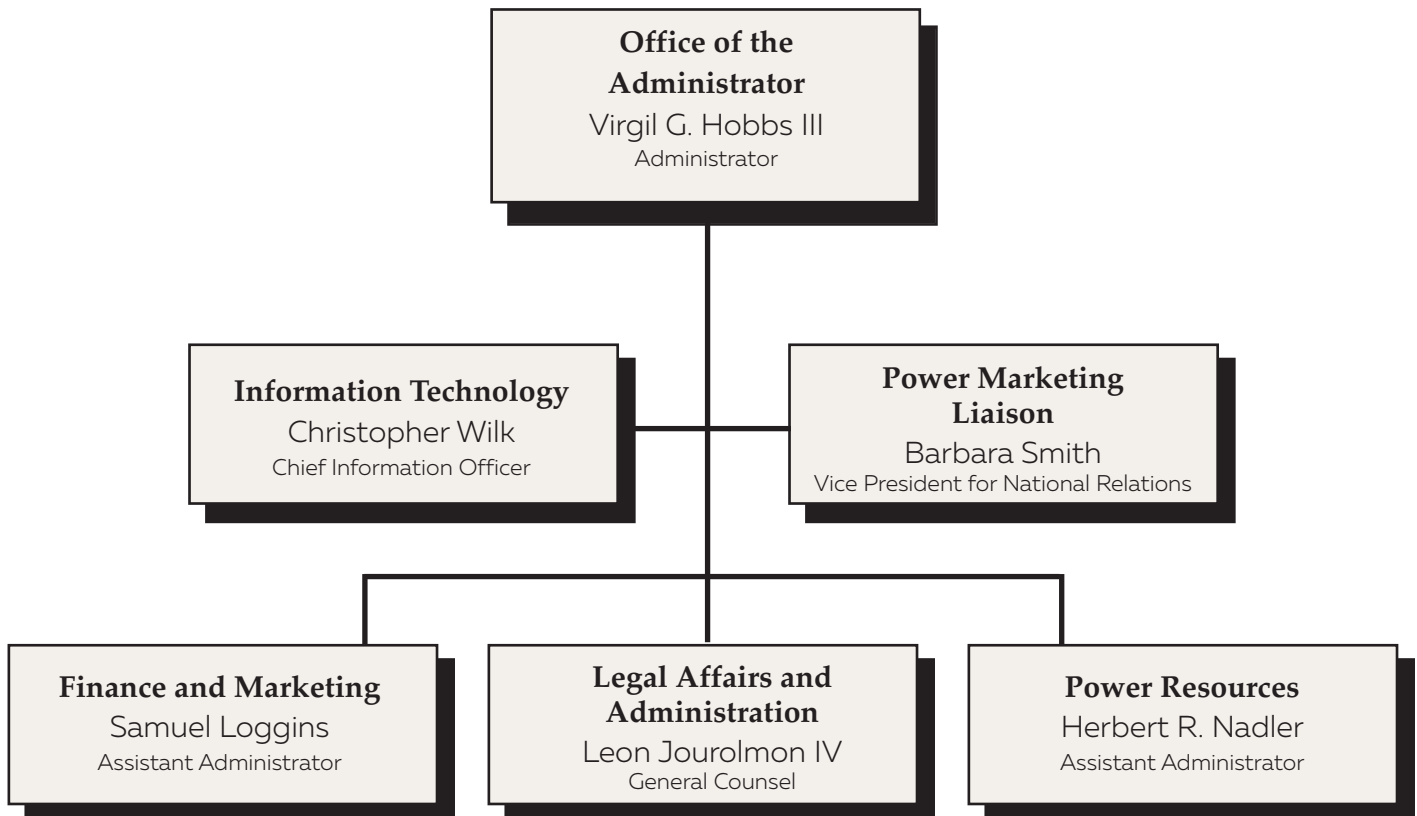 Office of the
Administrator
Virgil G. Hobbs III
Administrator
Information Technology
Christopher Wilk
Chief Information Officer
Power Marketing
Liaison
Barbara Smith
Vice President for National Relations
Finance and Marketing
Samuel Loggins
Assistant Administrator
Legal Affairs and
Administration
Leon Jourolmon IV
General Counsel
Power Resources
Herbert R. Nadler
Assistant Administrator